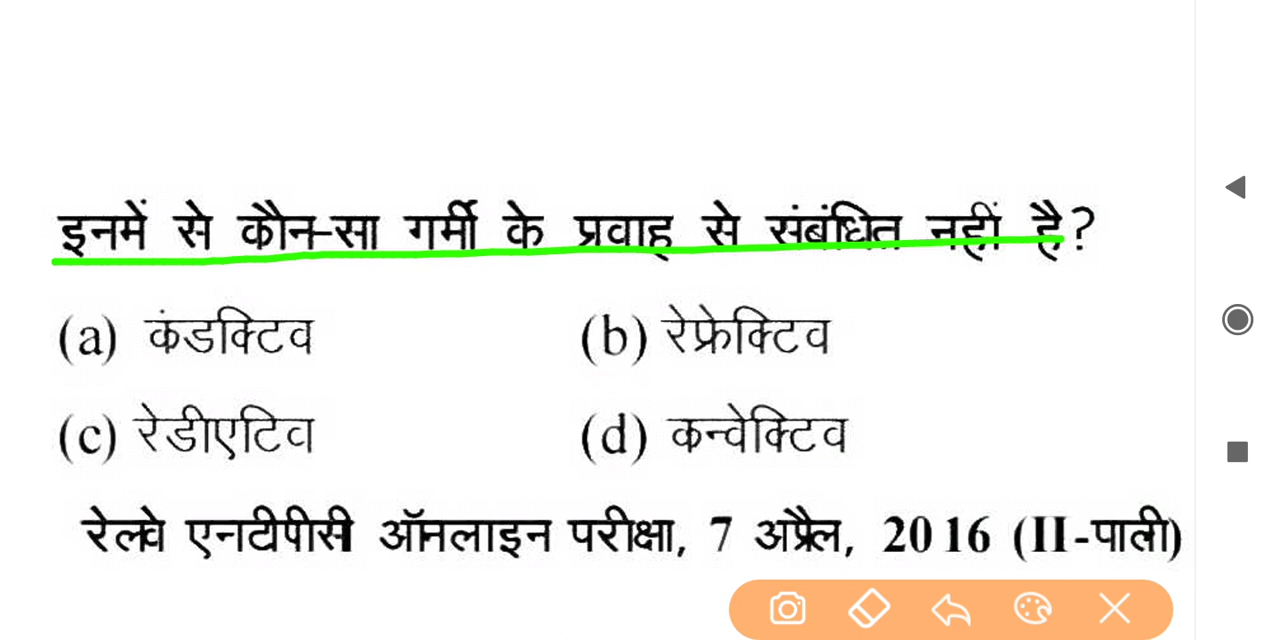 इनमें से कौन-सा गर्मी के प्रवाह से संबंधित नहीं है?
(a) कंडक्टिव (b) रेफ्रेक्टिव
(c) रेडीएटिव (d) कन्वेक्टिव
रेलवे एनटीपीसी ऑनलाइन परीक्षा, 7 अप्रैल, 2016 (II-पाली)